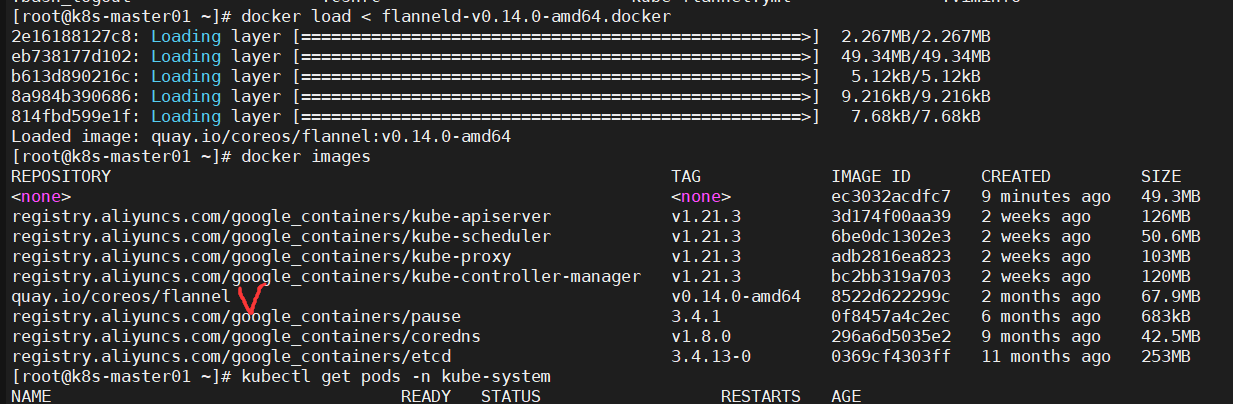 [root@k8s-master01 ~]# docker load < flanneld-v0.14.0-amd64.docker
2e16188127c8: Loading layer [==================================================>]  2.267MB/2.267MB
eb738177d102: Loading layer [==================================================>]  49.34MB/49.34MB
b613d890216c: Loading layer [==================================================>]   5.12kB/5.12kB
8a984b390686: Loading layer [==================================================>]  9.216kB/9.216kB
814fbd599e1f: Loading layer [==================================================>]   7.68kB/7.68kB
Loaded image: quay.io/coreos/flannel:v0.14.0-amd64
[root@k8s-master01 ~]# docker images
REPOSITORY TAG IMAGE ID CREATED SIZE
<none> <none> ec3032acdfc7 9 minutes ago 49.3MB
registry.aliyuncs.com/google_containers/kube-apiserver v1.21.3 3d174f00aa39 2 weeks ago 126MB
registry.aliyuncs.com/google_containers/kube-scheduler v1.21.3 6be0dc1302e3 2 weeks ago 50.6MB
registry.aliyuncs.com/google_containers/kube-proxy v1.21.3 adb2816ea823 2 weeks ago 103MB
registry.aliyuncs.com/google_containers/kube-controller-manager v1.21.3 bc2bb319a703 2 weeks ago 120MB
quay.io/coreos/flannel v0.14.0-amd64 8522d622299c 2 months ago 67.9MB
registry.aliyuncs.com/google_containers/pause 3.4.1 0f8457a4c2ec 6 months ago 683kB
registry.aliyuncs.com/google_containers/coredns v1.8.0 296a6d5035e2 9 months ago 42.5MB
registry.aliyuncs.com/google_containers/etcd 3.4.13-0 0369cf4303ff 11 months ago 253MB
[root@k8s-master01 ~]# kubectl get pods -n kube-system
NAME READY STATUS RESTARTS AGE